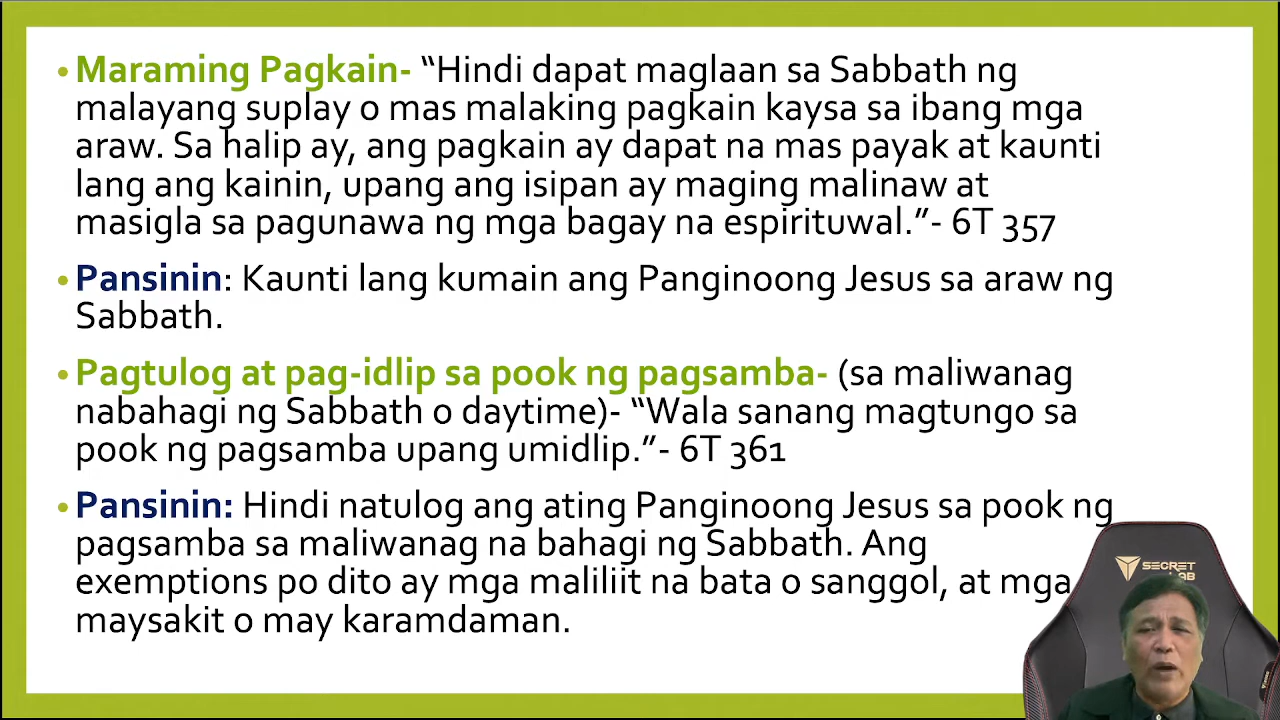 • Maraming Pagkain- “Hindi dapat maglaan sa Sabbath ng
malayang suplay o mas malaking pagkain kaysa sa ibang mga
araw. Sa halip ay, ang pagkain ay dapat na mas payak at kaunti
lang ang kainin, upang ang isipan ay maging malinaw at
masigla sa pagunawa ng mga bagay na espirituwal.”- 6T 357
• Pansinin: Kaunti lang kumain ang Panginoong Jesus sa araw ng
Sabbath.
• Pagtulog at pag-idlip sa pook ng pagsamba- (sa maliwanag
nabahagi ng Sabbath o daytime)- “Wala sanang magtungo sa
pook ng pagsamba upang umidlip.”- 6T 361
• Pansinin: Hindi natulog ang ating Panginoong Jesus sa pook ng
pagsamba sa maliwanag na bahagi ng Sabbath. Ang
exemptions po dito ay mga maliliit na bata o sanggol, at mga
maysakit o may karamdaman.
SECRET